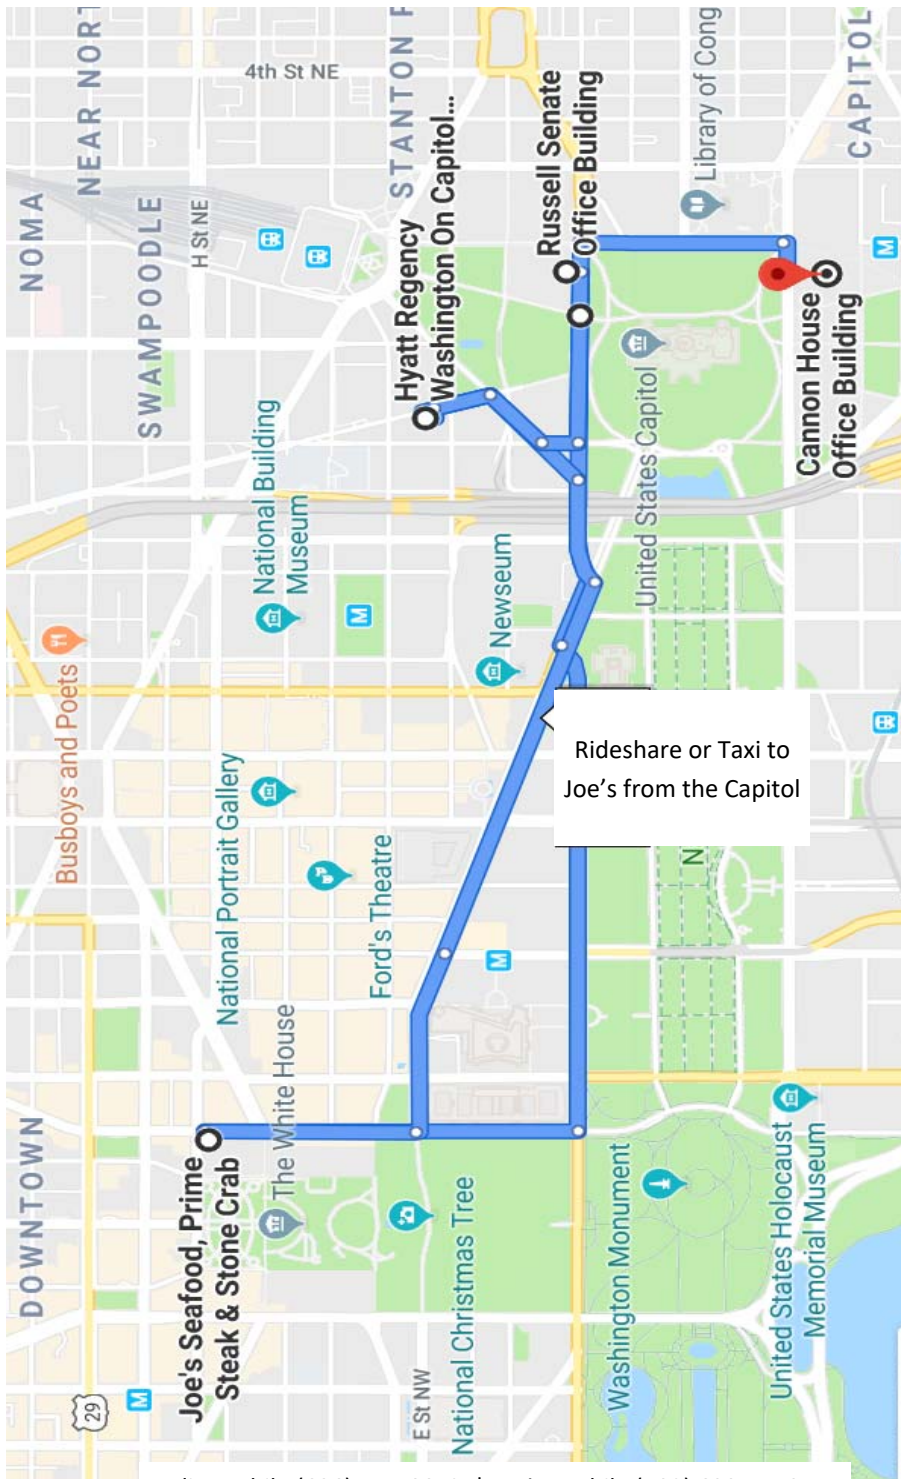 NOMA
NEAR NORT
SWAMPOODLE
STANTON P
CAPITOL
4th St NE
H St NE
Hyatt Regency
Washington On Capitol...
Russell Senate
Office Building
Library of Cong
Cannon House
Office Building
United States Capitol
National Building
Museum
Newseum
Busboys and Poets
National Portrait Gallery
Ford's Theatre
Rideshare or Taxi to
Joe's from the Capitol
N
M
M
M
M
DOWNTOWN
29
Joe's Seafood, Prime
Steak & Stone Crab
The White House
E St NW
National Christmas Tree
Washington Monument
United States Holocaust
Memorial Museum